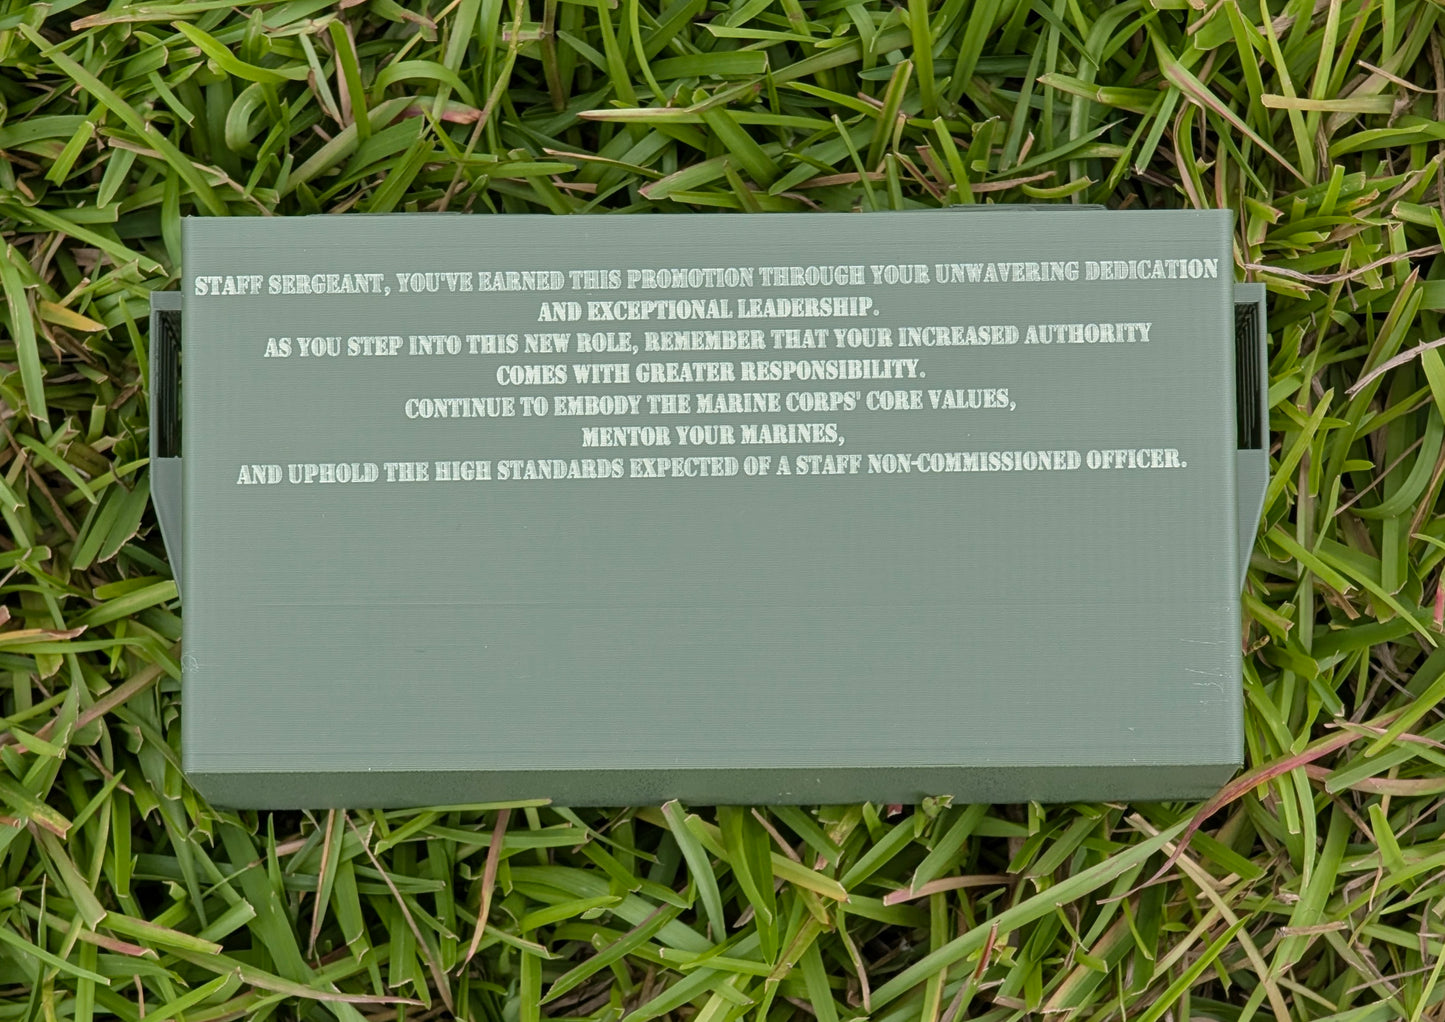 STAFF SERGEANT, YOU'VE EARNED THIS PROMOTION THROUGH YOUR UNWAVERING DEDICATION
AND EXCEPTIONAL LEADERSHIP.
AS YOU STEP INTO THIS NEW ROLE, REMEMBER THAT YOUR INCREASED AUTHORITY
COMES WITH GREATER RESPONSIBILITY.
CONTINUE TO EMBODY THE MARINE CORPS' CORE VALUES,
MENTOR YOUR MARINES,
AND UPHOLD THE HIGH STANDARDS EXPECTED OF A STAFF NON-COMMISSIONED OFFICER.